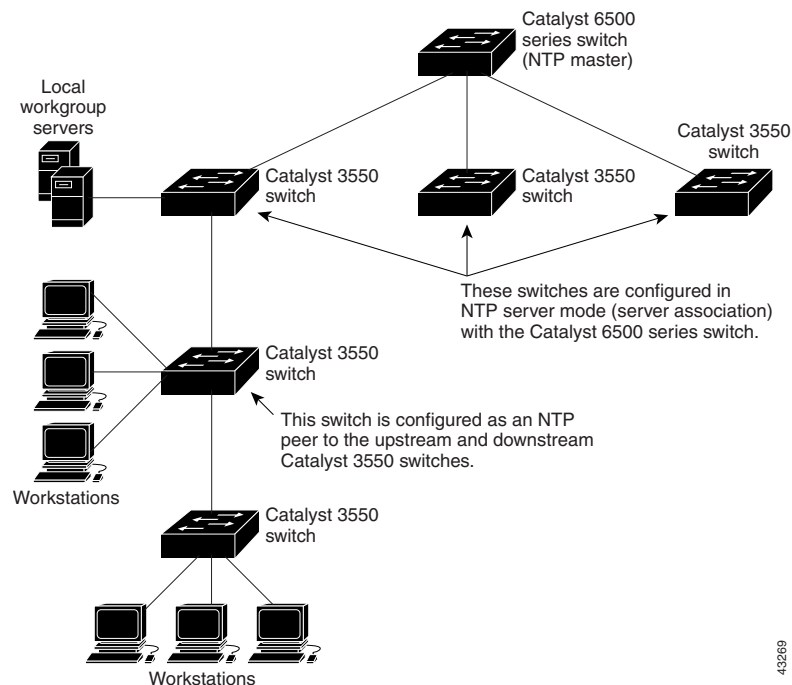 Catalyst 6500
series switch
(NTP master)
Local
workgroup
servers
Catalyst 3550
switch
Catalyst 3550
switch
Catalyst 3550
switch
These switches are configured in
NTP server mode (server association)
with the Catalyst 6500 series switch.
Catalyst 3550
switch
This switch is configured as an NTP
peer to the upstream and downstream
Catalyst 3550 switches.
Workstations
Catalyst 3550
switch
Workstations
43269